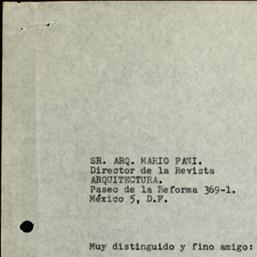 SR. ARQ. MARIO PANI.
Director de la Revista
ARQUITECTURA.
Paseo de la Reforma 369-1.
México 5, D.F.
Muy distinguido y fino amigo: